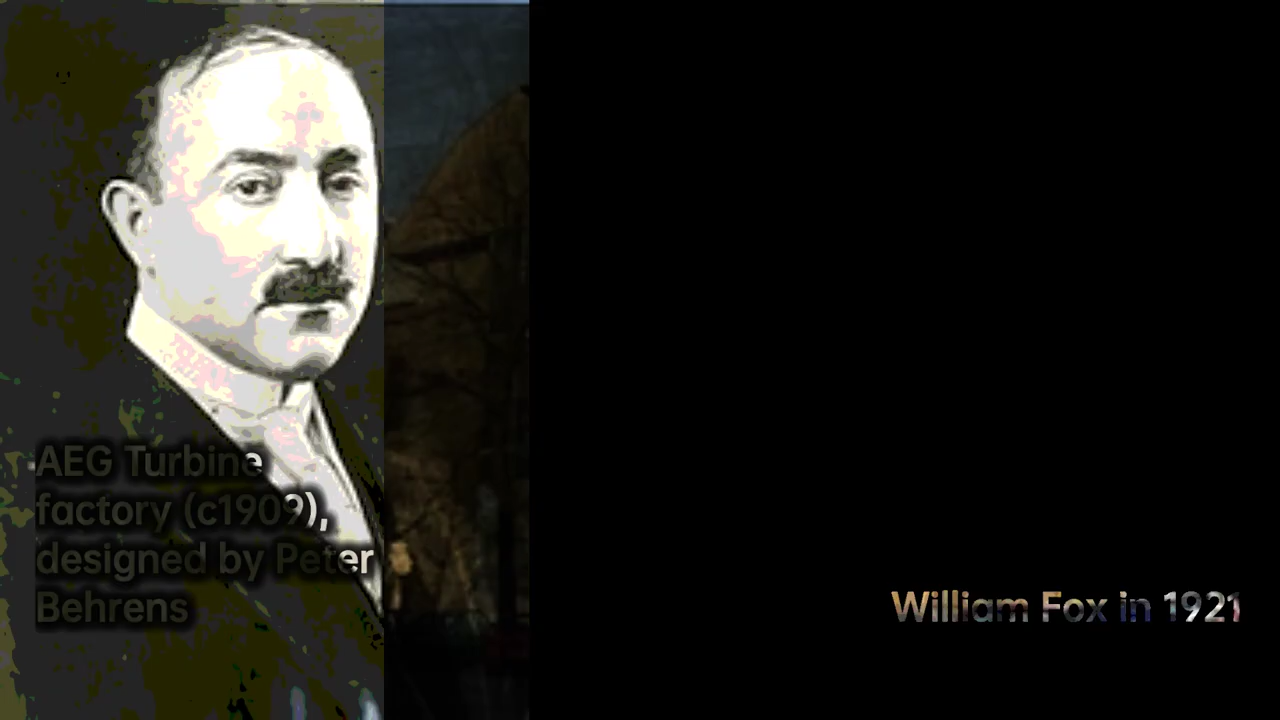 AEG Turbine
factory (c1909),
designed by Peter
Behrens
William Fox in 1921